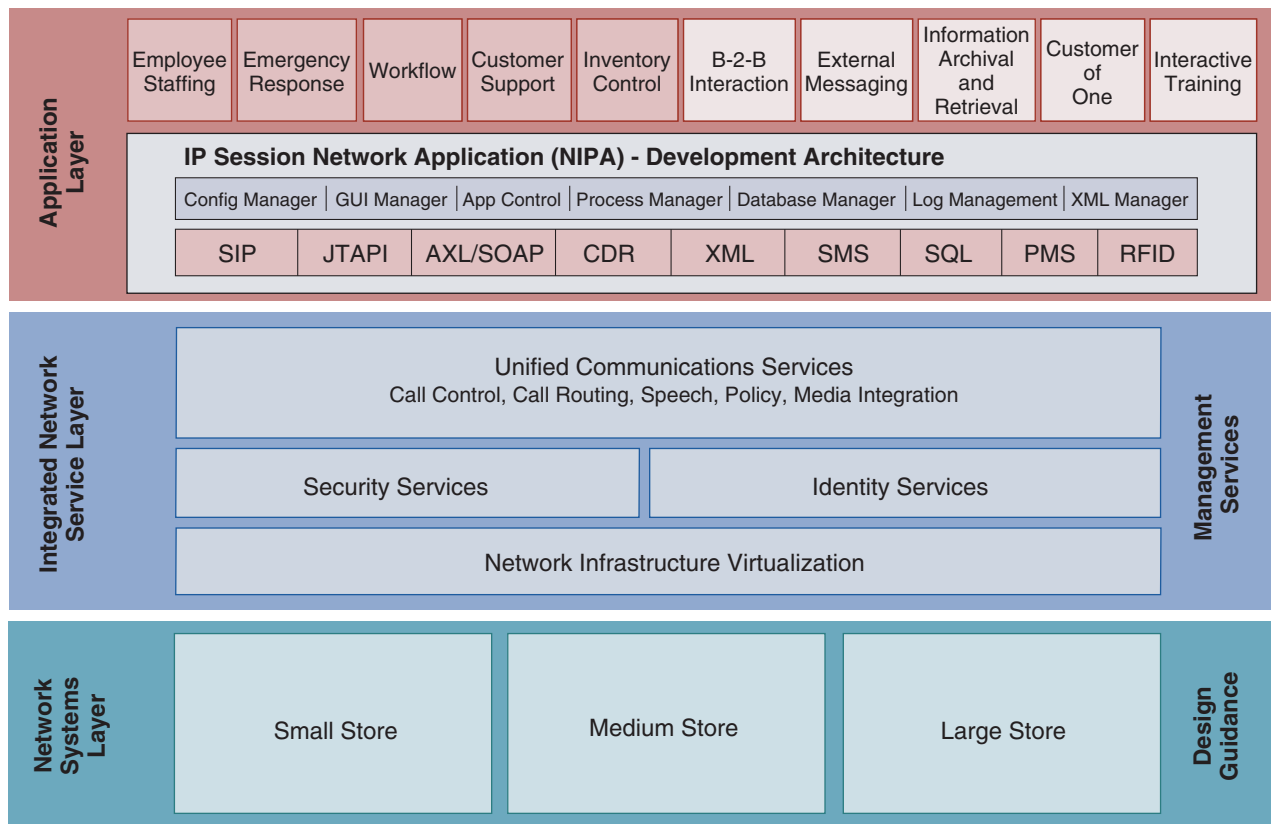 Application
Layer
Employee
Staffing
Emergency
Response
Workflow
Customer
Support
Inventory
Control
B-2-B
Interaction
External
Messaging
Information
Archival
and
Retrieval
Customer
of
One
Interactive
Training
IP Session Network Application (NIPA) - Development Architecture
Config Manager GUI Manager App Control Process Manager Database Manager Log Management XML Manager
SIP JTAPI AXL/SOAP CDR XML SMS SQL PMS RFID
Integrated Network
Service Layer
Unified Communications Services
Call Control, Call Routing, Speech, Policy, Media Integration
Security Services
Identity Services
Network Infrastructure Virtualization
Management
Services
Network
Systems
Layer
Small Store
Medium Store
Large Store
Design
Guidance